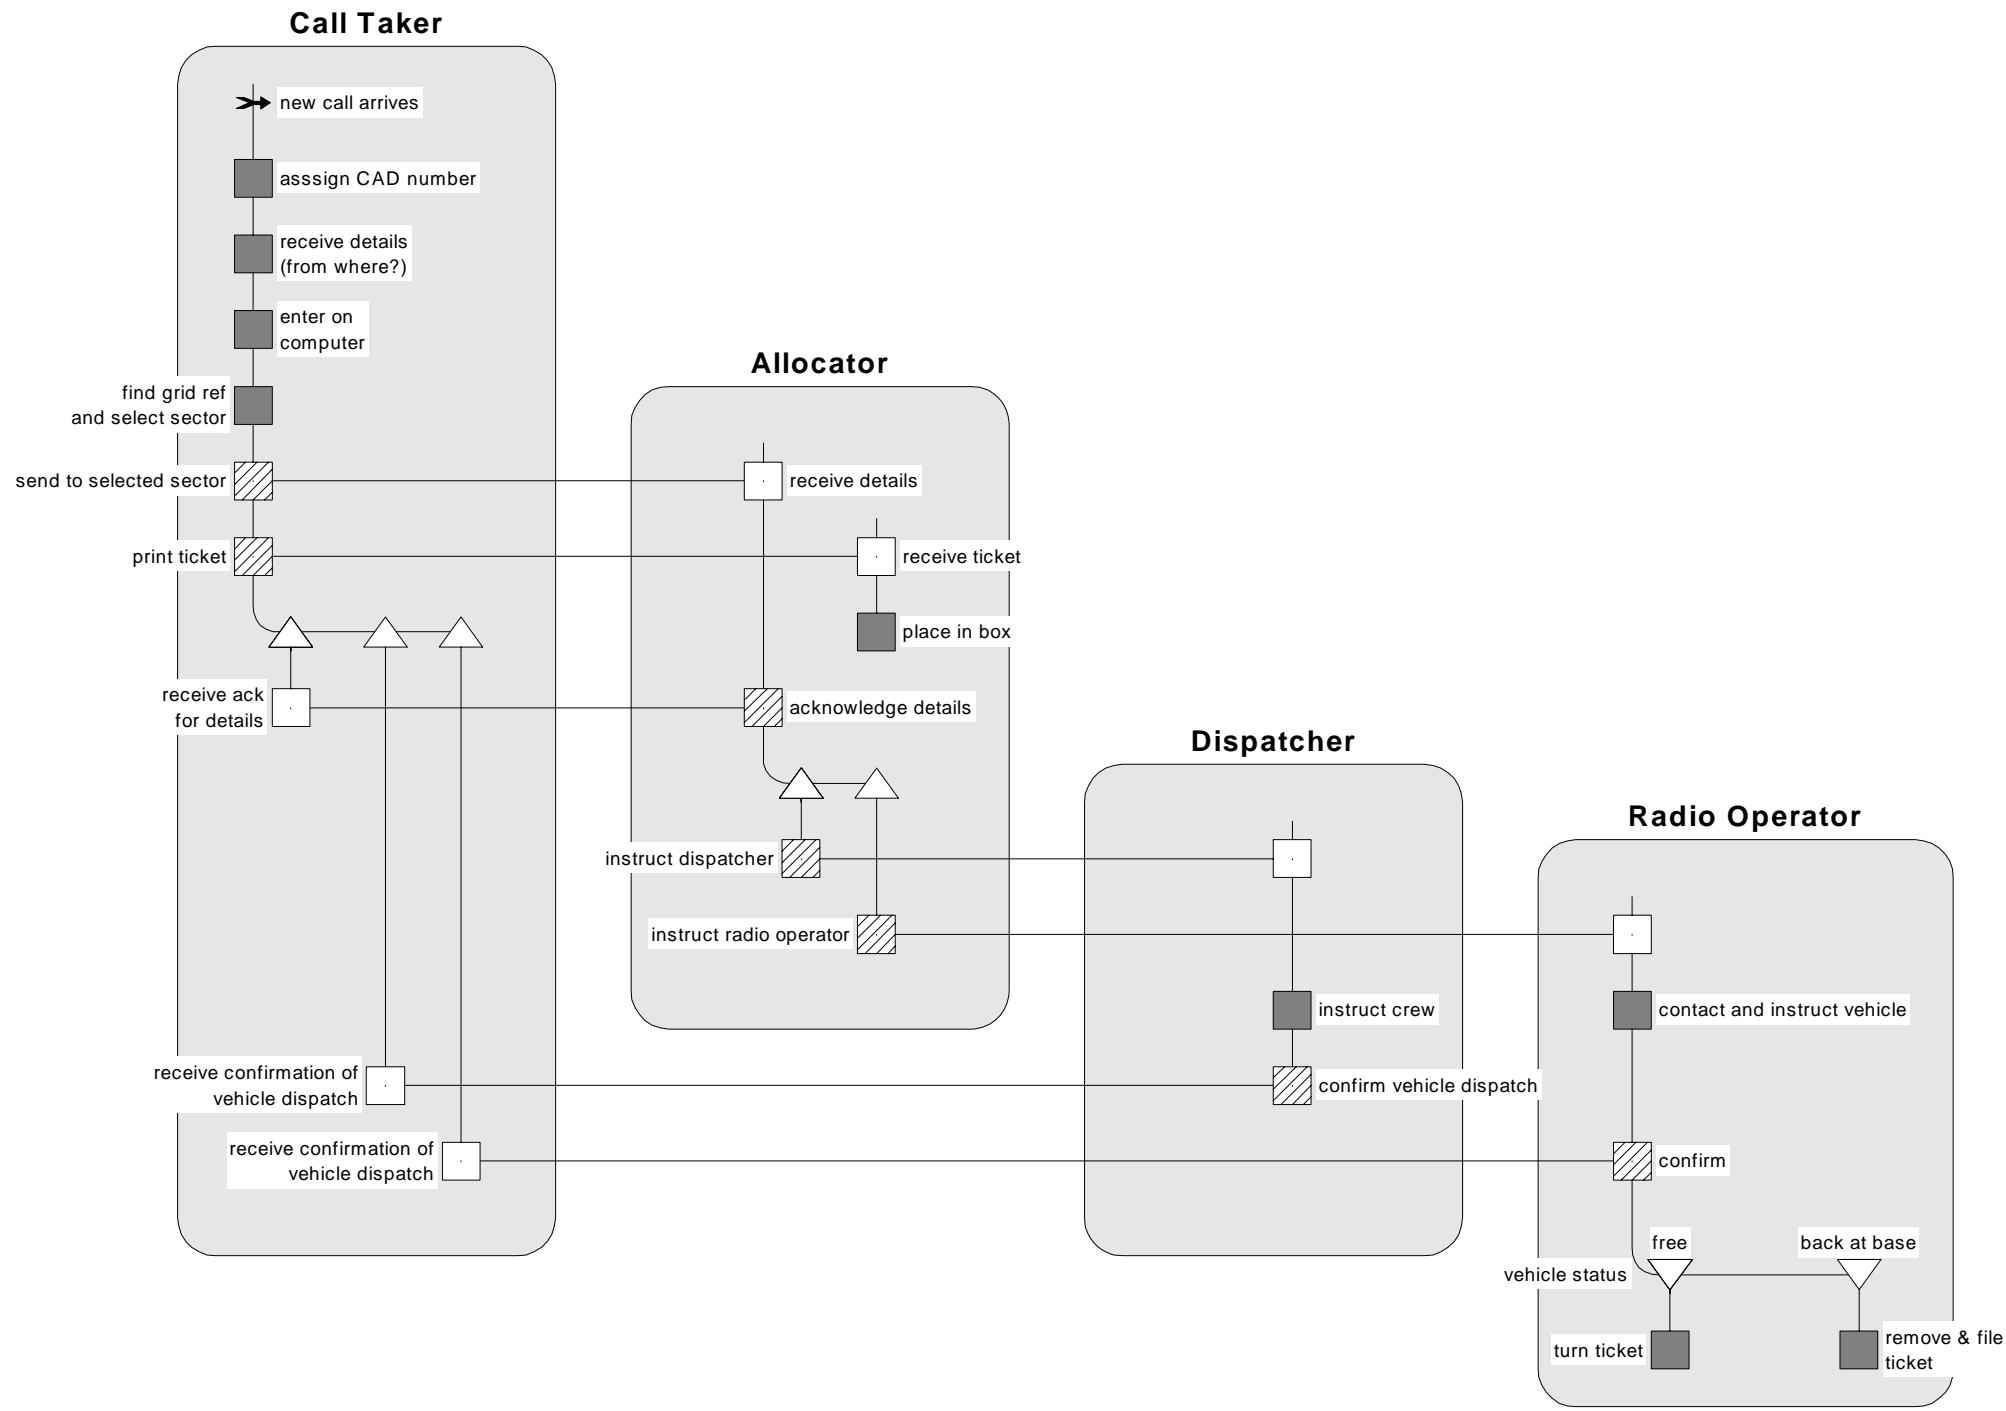 Call Taker
new call arrives
asssign CAD number
receive details
(from where?)
enter on
computer
find grid ref
and select sector
send to selected sector
print ticket
receive ack
for details
receive confirmation of
vehicle dispatch
receive confirmation of
vehicle dispatch
Allocator
receive details
receive ticket
place in box
acknowledge details
instruct dispatcher
instruct radio operator
Dispatcher
instruct crew
confirm vehicle dispatch
Radio Operator
contact and instruct vehicle
confirm
free
back at base
vehicle status
turn ticket
remove & file
ticket